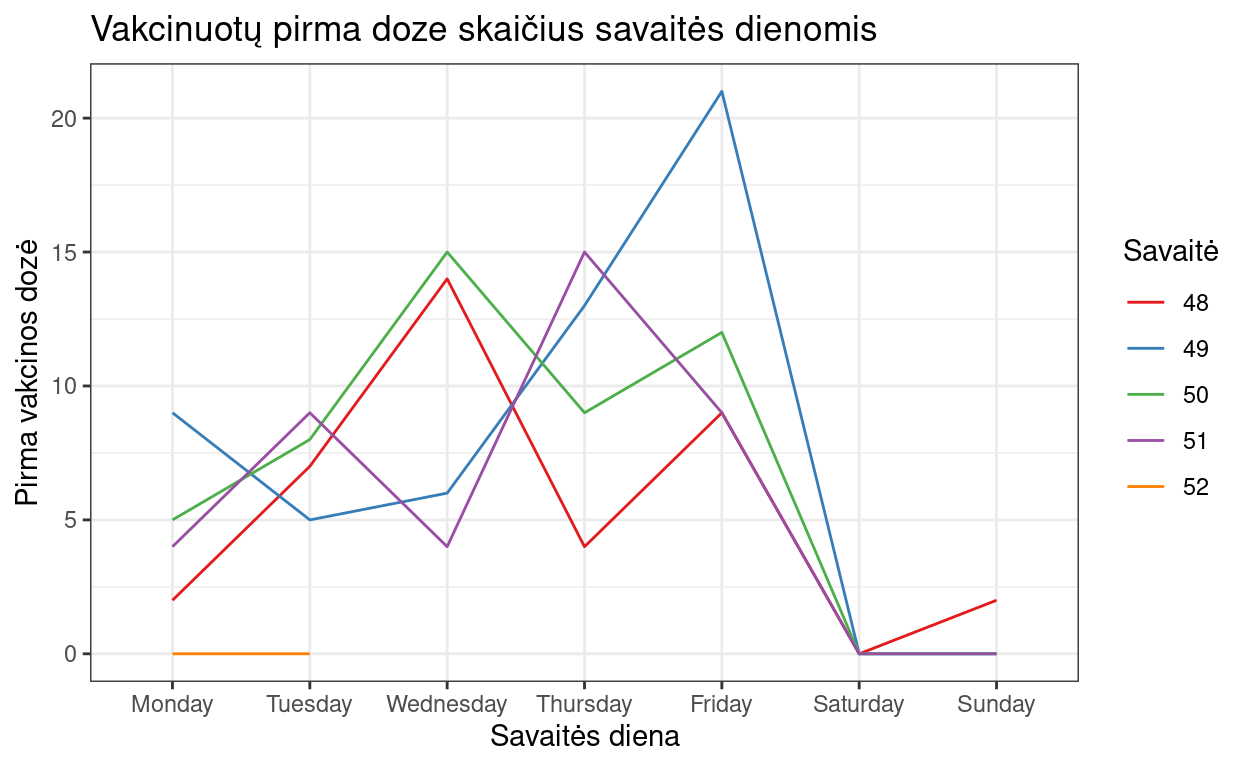 Vakcinuotų pirma doze skaičius savaitės dienomis
Pirma vakcinos dozė
20
15
10
5
0
Monday Tuesday Wednesday Thursday Friday Saturday Sunday
Savaitės diena
Savaitė
48
49
50
51
52